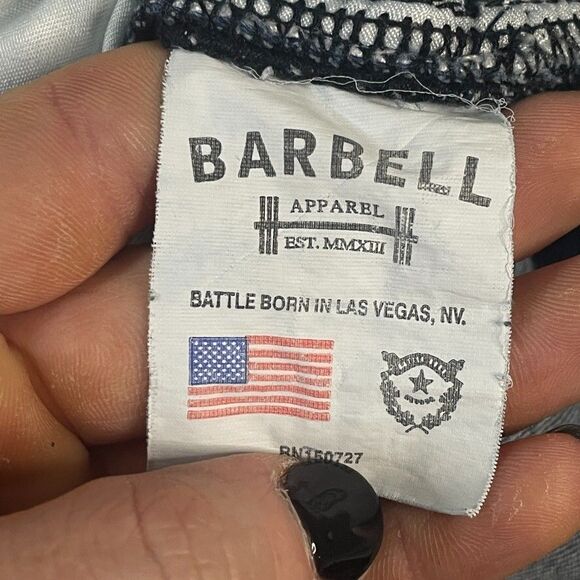 BARBELL
APPAREL
EST. MMXIII
BATTLE BORN IN LAS VEGAS, NV.
RN150727